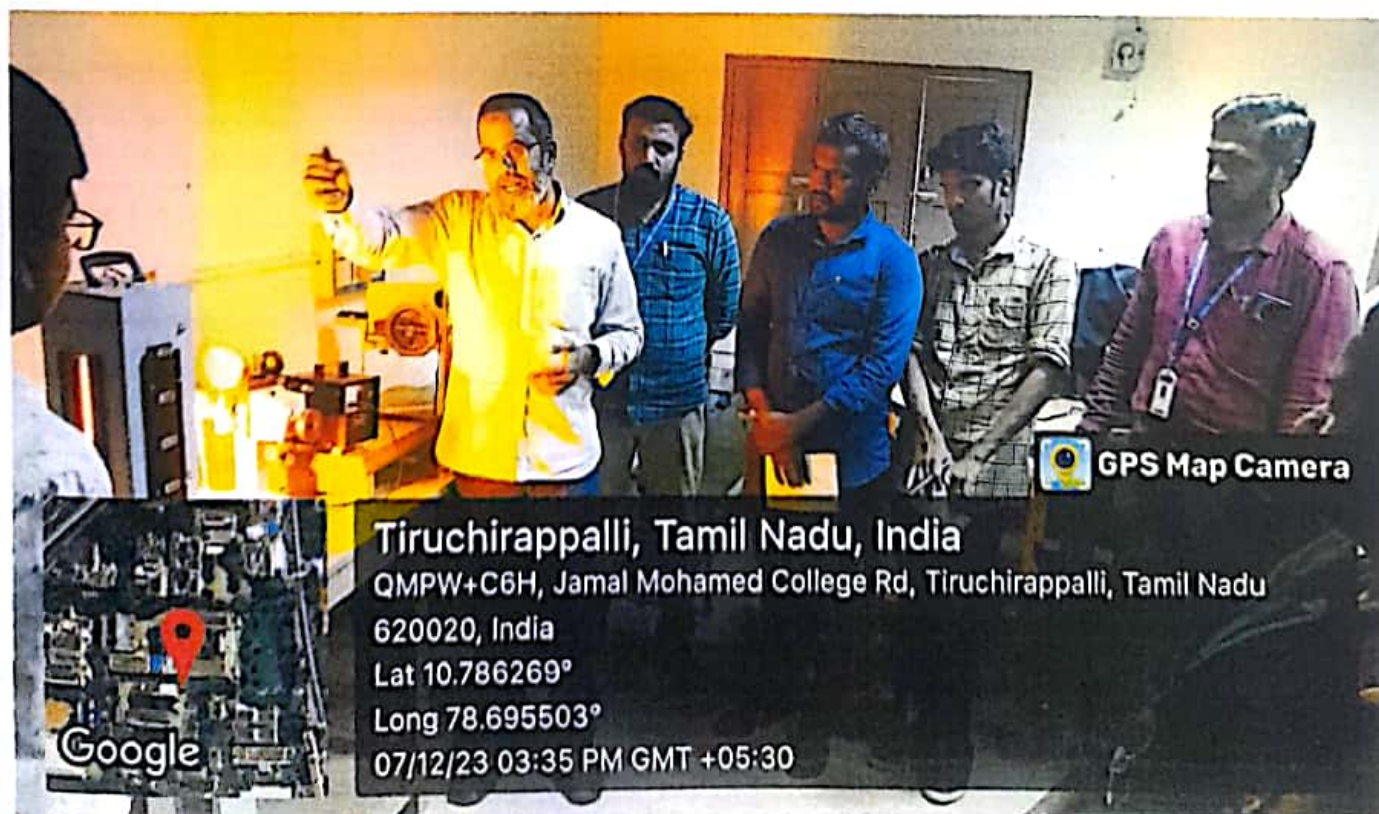 GPS Map Camera
Tiruchirappalli, Tamil Nadu, India
QMPW+C6H, Jamal Mohamed College Rd, Tiruchirappalli, Tamil Nadu
620020, India
Lat 10.786269°
Long 78.695503°
07/12/23 03:35 PM GMT +05:30
Google